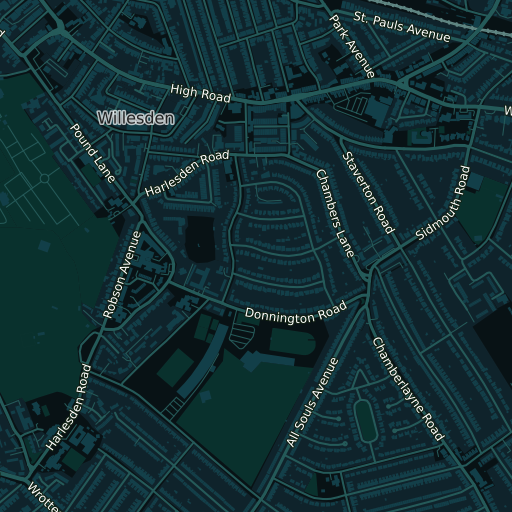 St. Pauls Avenue
Park Avenue
High Road
Willesden
Pound Lane
Harlesden Road
Staverton Road
Chambers Lane
Sidmouth Road
Robson Avenue
Donnington Road
Chamberlayne Road
All Souls Avenue
Harlesden Road